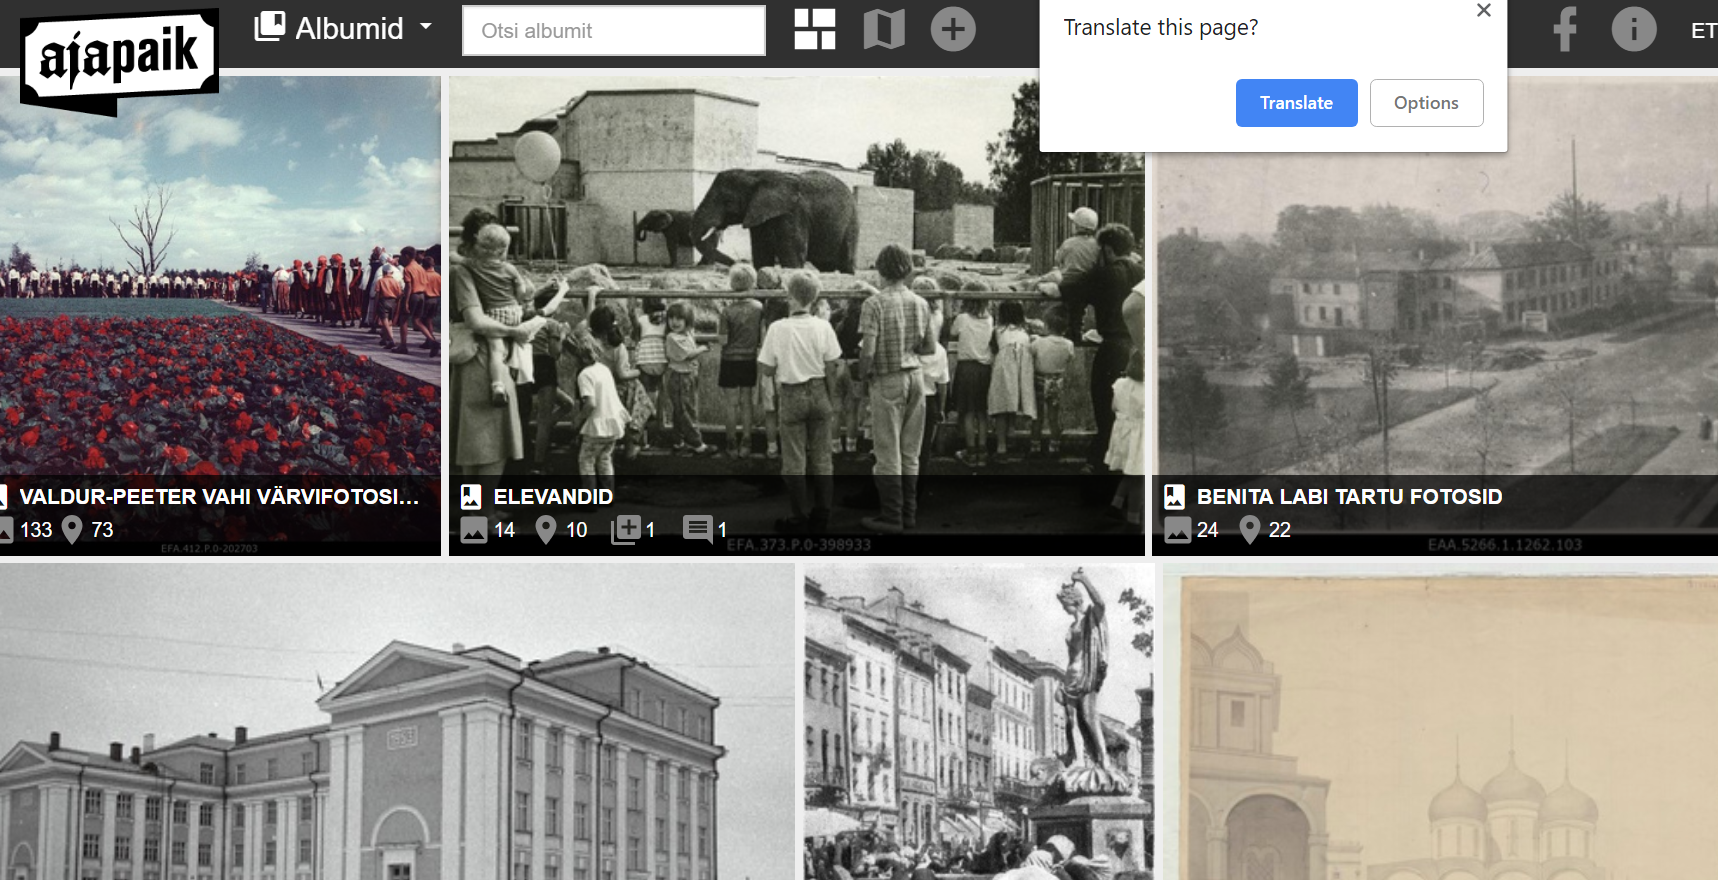 ajapaik
Albumid
Otsi albumit
Translate this page?
Translate
Options
ET
VALDUR-PEETER VAHI VÄRVIFOTOSI...
133 73
EFA.412.P.0-202703
ELEVANDID
14 10 1 1
EFA.373.P.0-398933
BENITA LABI TARTU FOTOSID
24 22
EAA.5266.1.1262.103
1953